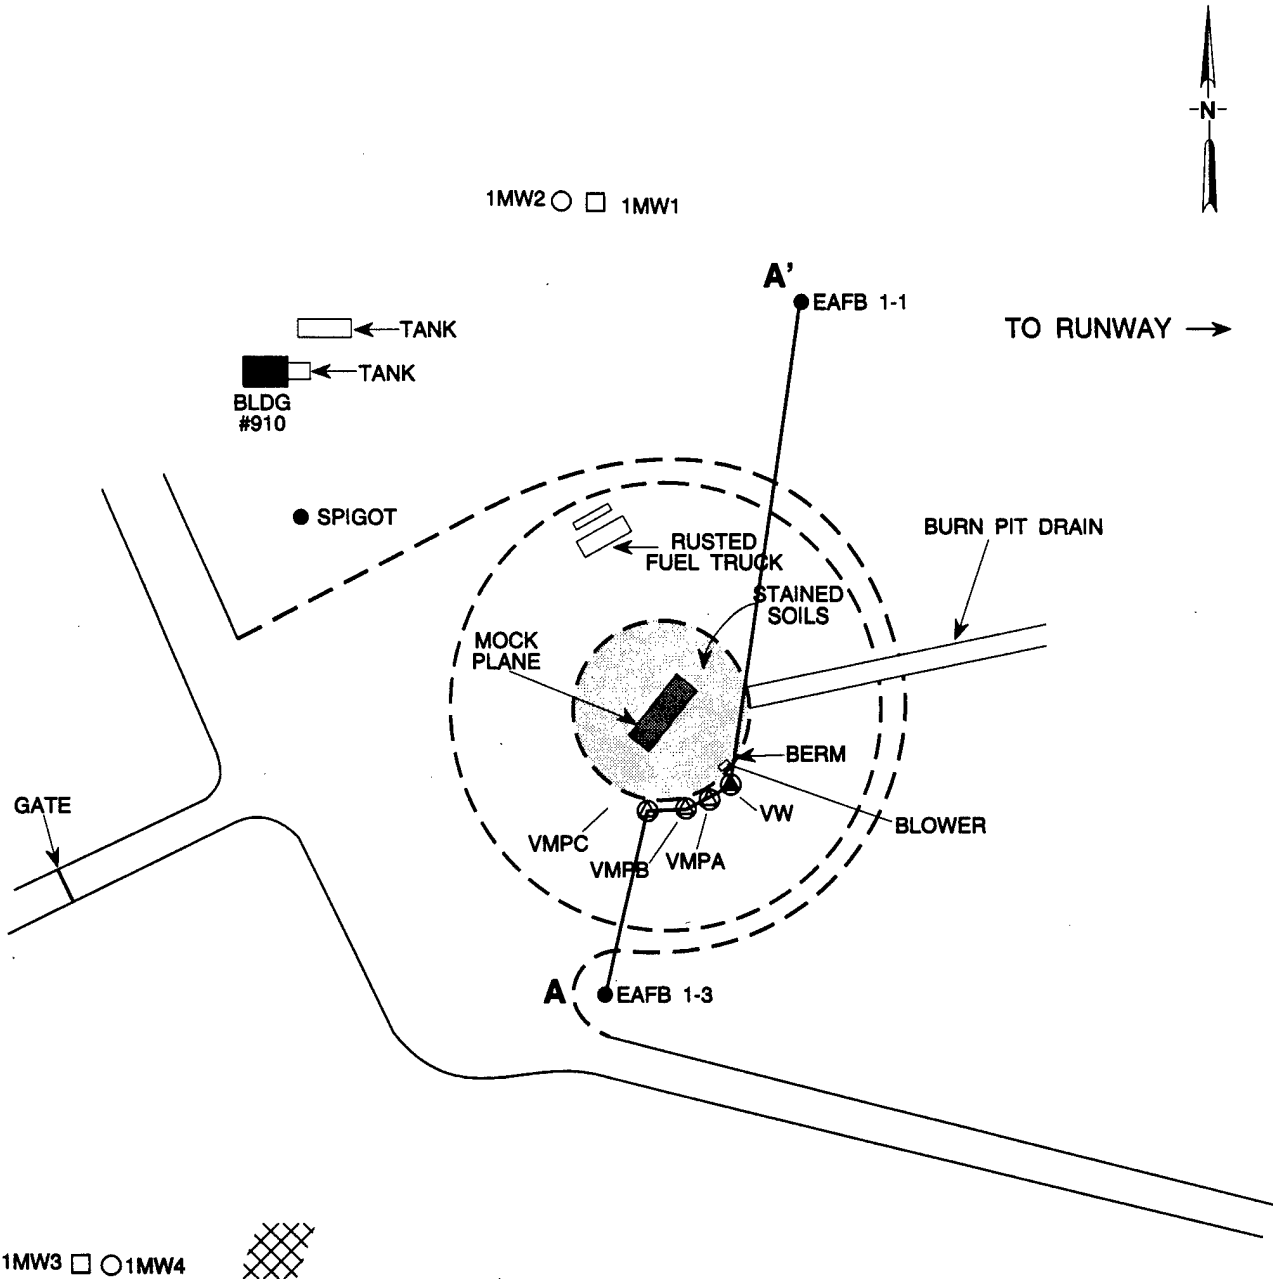 -N-
1MW2
1MW1
A'
EAFB 1-1
TO RUNWAY
TANK
TANK
BLDG
#910
SPIGOT
BURN PIT DRAIN
RUSTED
FUEL TRUCK
STAINED
SOILS
MOCK
PLANE
BERM
GATE
VW
BLOWER
VMPC
VMPB
VMPA
A
EAFB 1-3
1MW3
1MW4